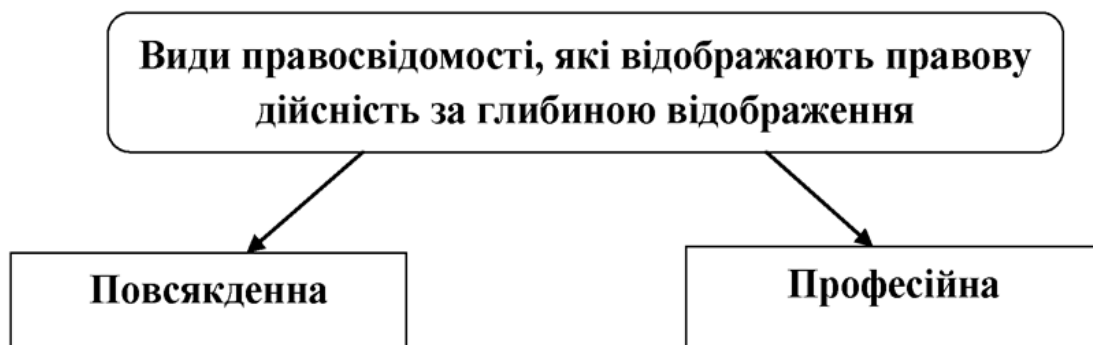 Види правосвідомості, які відображають правову
дійсність за глибиною відображення
Повсякденна
Професійна